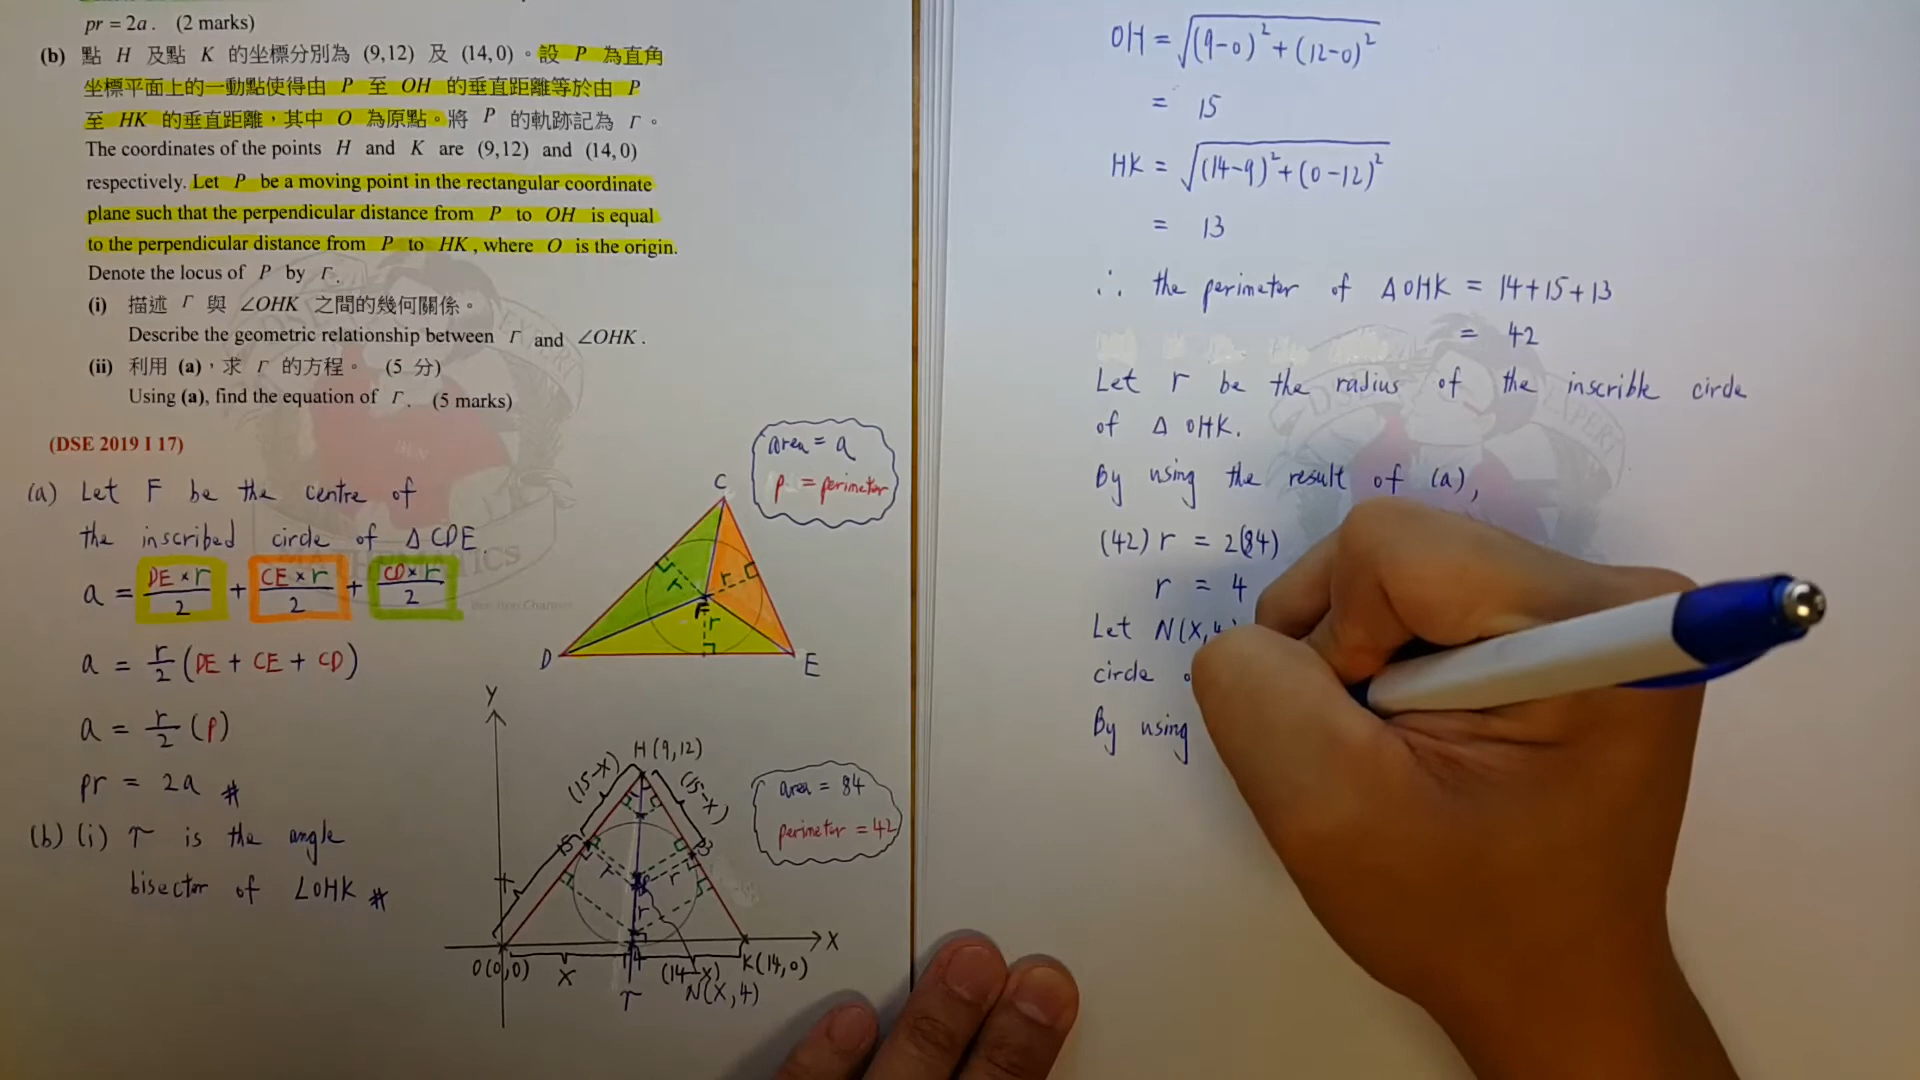 pr = 2a . (2 marks)
(b) 點 H 及點 K 的坐標分別為 (9,12) 及 (14,0)。設 P 為直角
坐標平面上的一動點使得由 P 至 OH 的垂直距離等於由 P
至 HK 的垂直距離，其中 O 為原點。將 P 的軌跡記為 Γ。
The coordinates of the points H and K are (9,12) and (14,0)
respectively. Let P be a moving point in the rectangular coordinate
plane such that the perpendicular distance from P to OH is equal
to the perpendicular distance from P to HK, where O is the origin.
Denote the locus of P by Γ.
(i) 描述 Γ 與 ∠OHK 之間的幾何關係。
Describe the geometric relationship between Γ and ∠OHK.
(ii) 利用 (a)，求 Γ 的方程。 (5 分)
Using (a), find the equation of Γ. (5 marks)
(DSE 2019 I 17)
(a) Let F be the centre of
the inscribed circle of Δ CDE.
a = DE × r / 2 + CE × r / 2 + CD × r / 2
a = r/2 (DE + CE + CD)
a = r/2 (P)
pr = 2a #
(b) (i) Γ is the angle
bisector of ∠OHK #
area = a
p = perimeter
C
r
r
F
r
D
E
y
H (9,12)
(15-x)
(15-x)
area = 84
perimeter = 42
15
13
r
r
r
x
O(0,0)
x
14
(14-x)
K(14,0)
N(x,4)
Γ
OH = √((9-0)² + (12-0)²)
= 15
HK = √((14-9)² + (0-12)²)
= 13
∴ the perimeter of ΔOHK = 14+15+13
= 42
Let r be the radius of the inscrible circle
of Δ OHK.
By using the result of (a),
(42) r = 2(84)
r = 4
Let N(x,4)
circle
By using